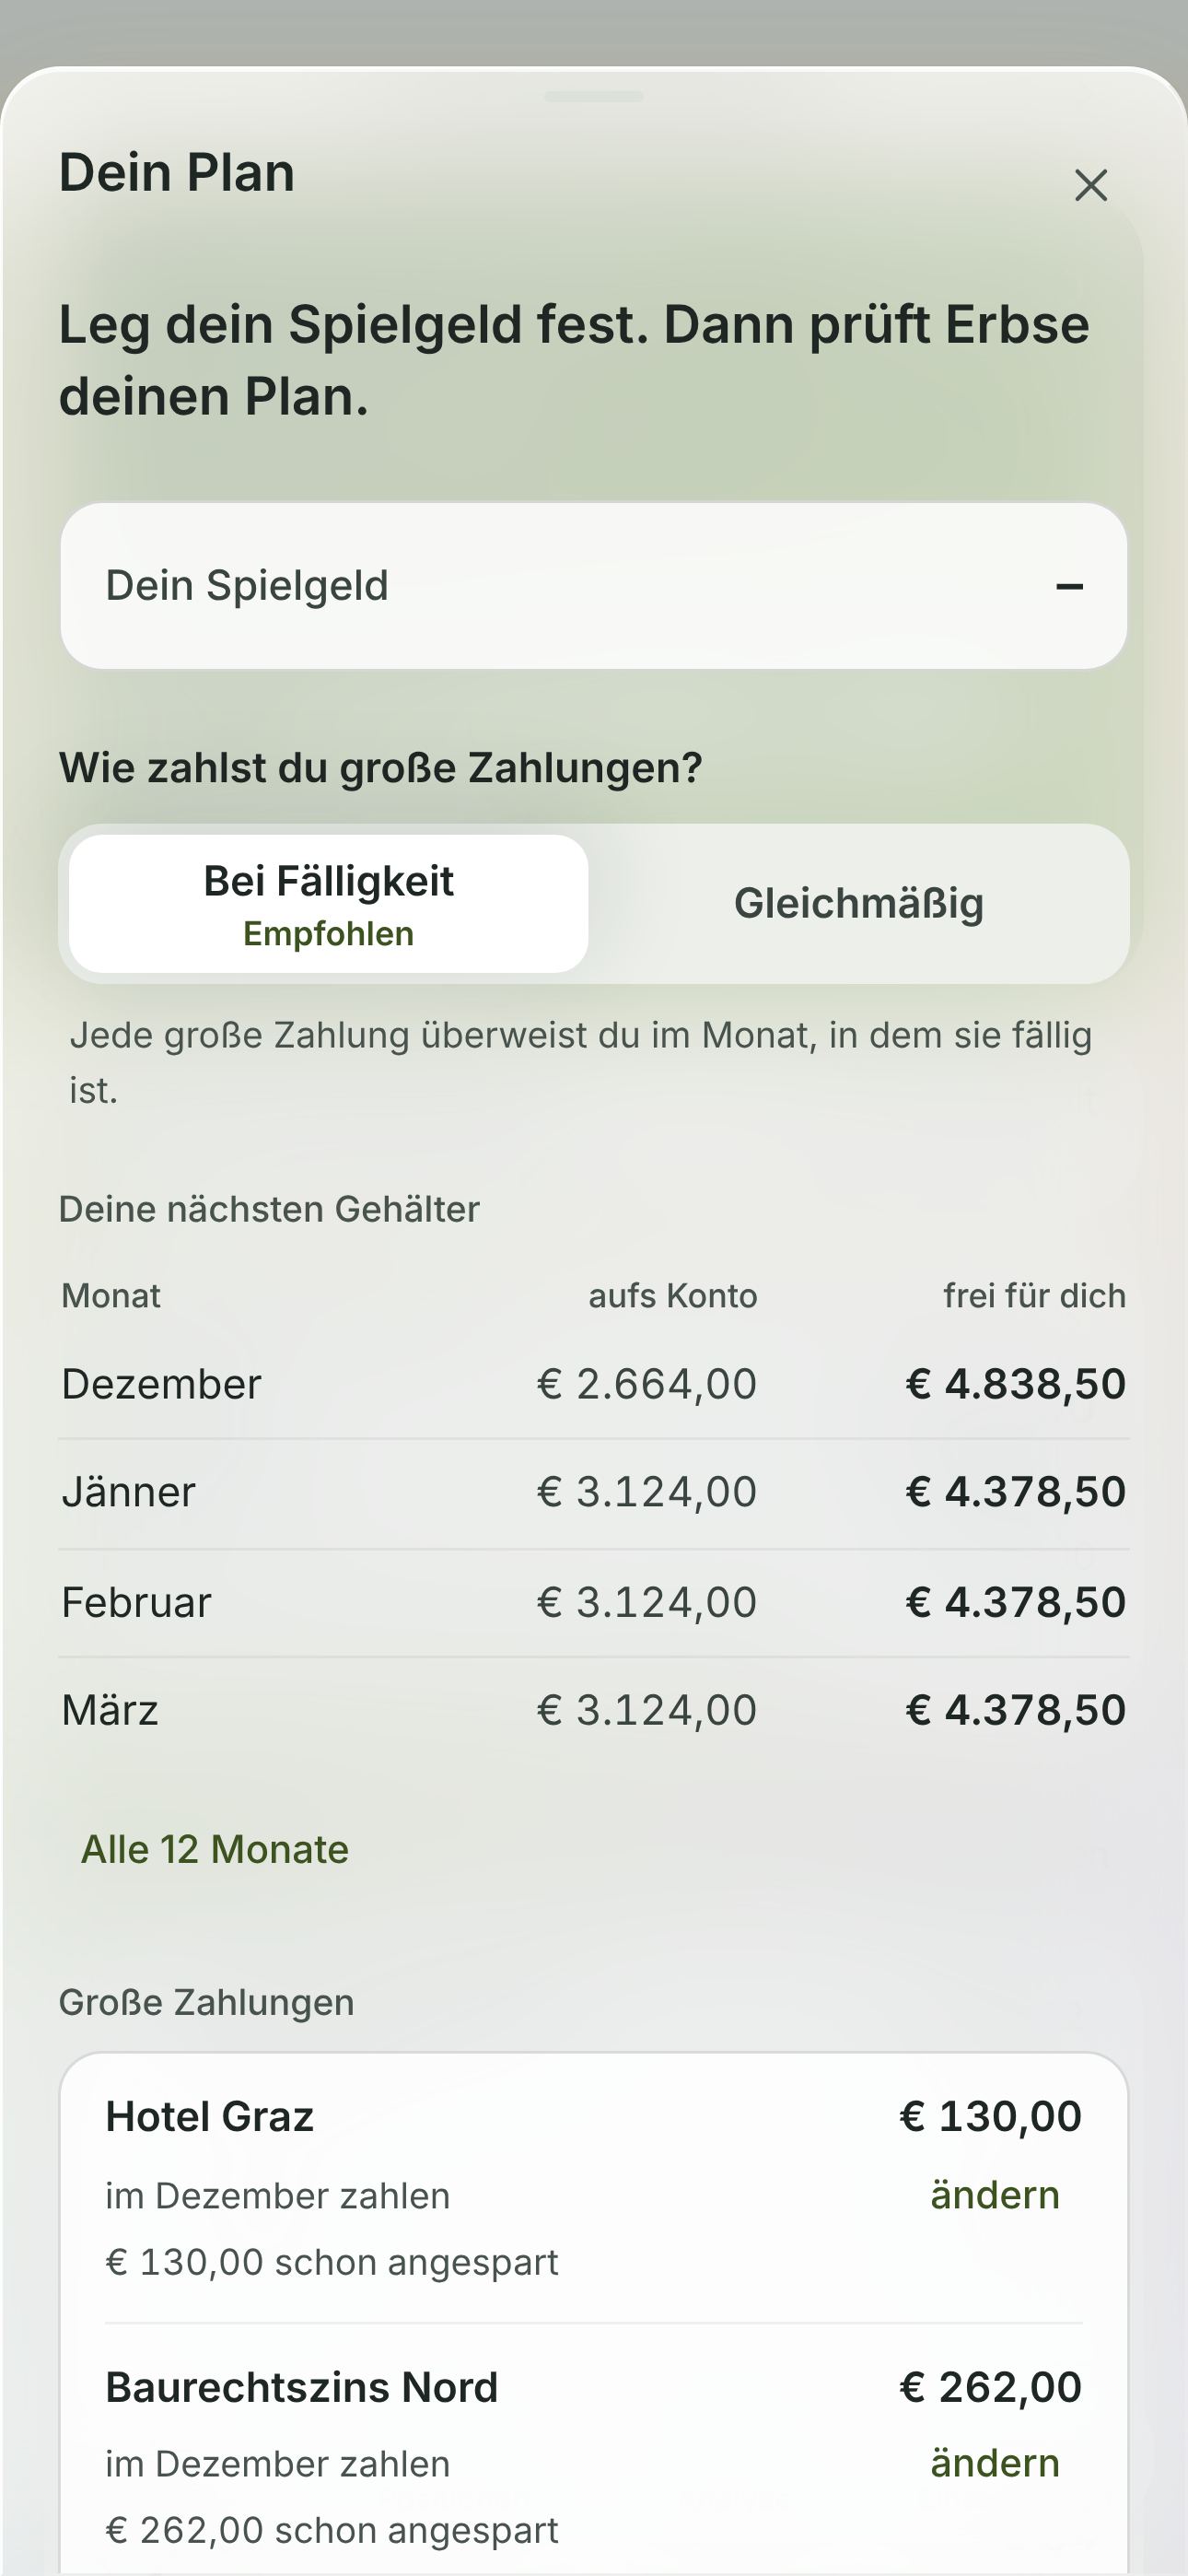 Dein Plan
Leg dein Spielgeld fest. Dann prüft Erbse
deinen Plan.
Dein Spielgeld –
Wie zahlst du große Zahlungen?
Bei Fälligkeit
Empfohlen
Gleichmäßig
Jede große Zahlung überweist du im Monat, in dem sie fällig
ist.
Deine nächsten Gehälter
Monat aufs Konto frei für dich
Dezember € 2.664,00 € 4.838,50
Jänner € 3.124,00 € 4.378,50
Februar € 3.124,00 € 4.378,50
März € 3.124,00 € 4.378,50
Alle 12 Monate
Große Zahlungen
Hotel Graz € 130,00
im Dezember zahlen ändern
€ 130,00 schon angespart
Baurechtszins Nord € 262,00
im Dezember zahlen ändern
€ 262,00 schon angespart